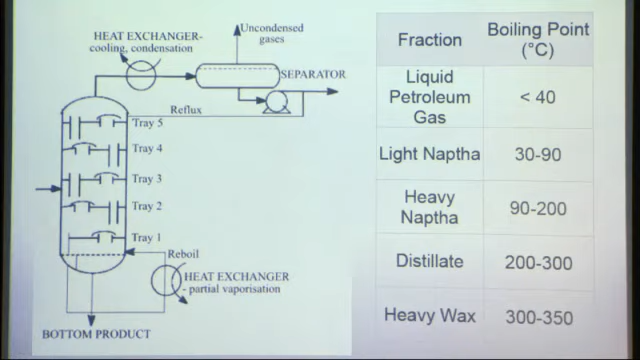 HEAT EXCHANGER-
cooling, condensation
Uncondensed
gases
SEPARATOR
Reflux
Tray 5
Tray 4
Tray 3
Tray 2
Tray 1
Reboil
HEAT EXCHANGER
- partial vaporisation
BOTTOM PRODUCT
Fraction
Boiling Point
(°C)
Liquid
Petroleum
Gas
< 40
Light Naptha
30-90
Heavy
Naptha
90-200
Distillate
200-300
Heavy Wax
300-350